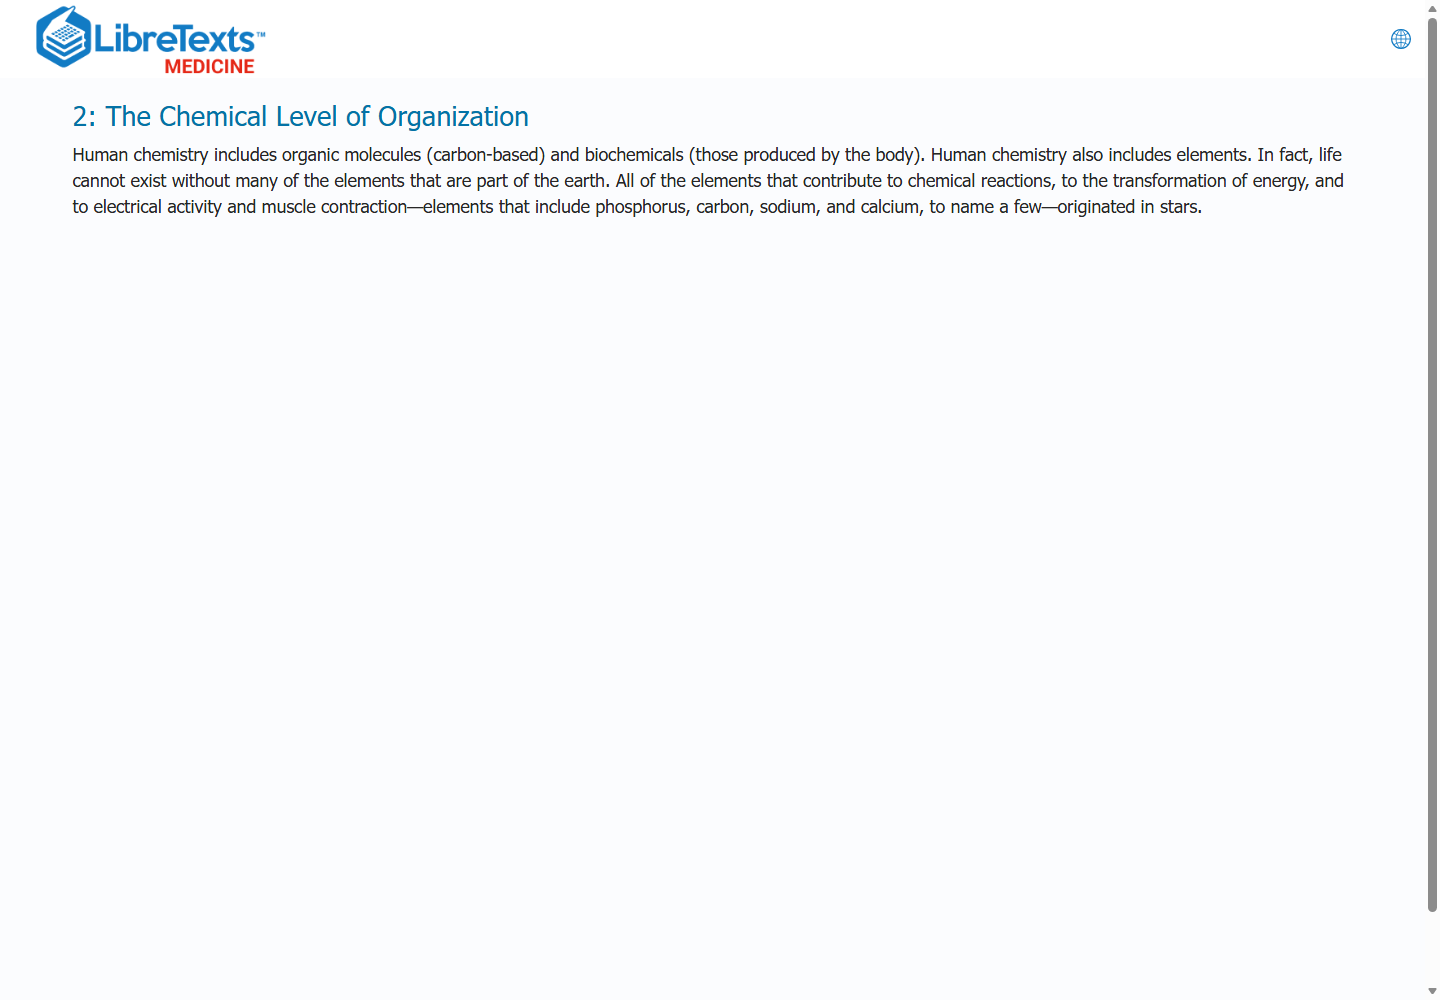 LibreTexts™
MEDICINE
2: The Chemical Level of Organization
Human chemistry includes organic molecules (carbon-based) and biochemicals (those produced by the body). Human chemistry also includes elements. In fact, life
cannot exist without many of the elements that are part of the earth. All of the elements that contribute to chemical reactions, to the transformation of energy, and
to electrical activity and muscle contraction—elements that include phosphorus, carbon, sodium, and calcium, to name a few—originated in stars.